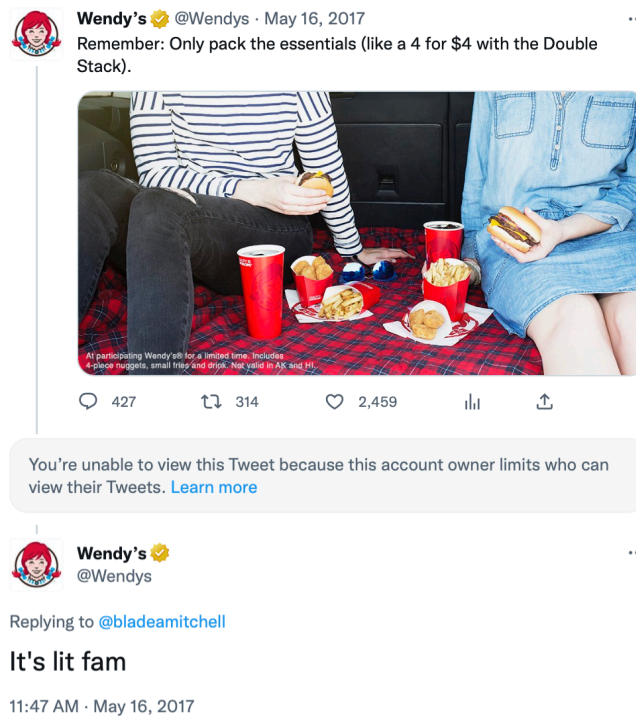 Wendy's @Wendys · May 16, 2017
Remember: Only pack the essentials (like a 4 for $4 with the Double
Stack).
At participating Wendy's® for a limited time. Includes
4-piece nuggets, small fries and drink. Not valid in AK and HI.
427 314 2,459
You're unable to view this Tweet because this account owner limits who can
view their Tweets. Learn more
Wendy's
@Wendys
Replying to @bladeamitchell
It's lit fam
11:47 AM · May 16, 2017